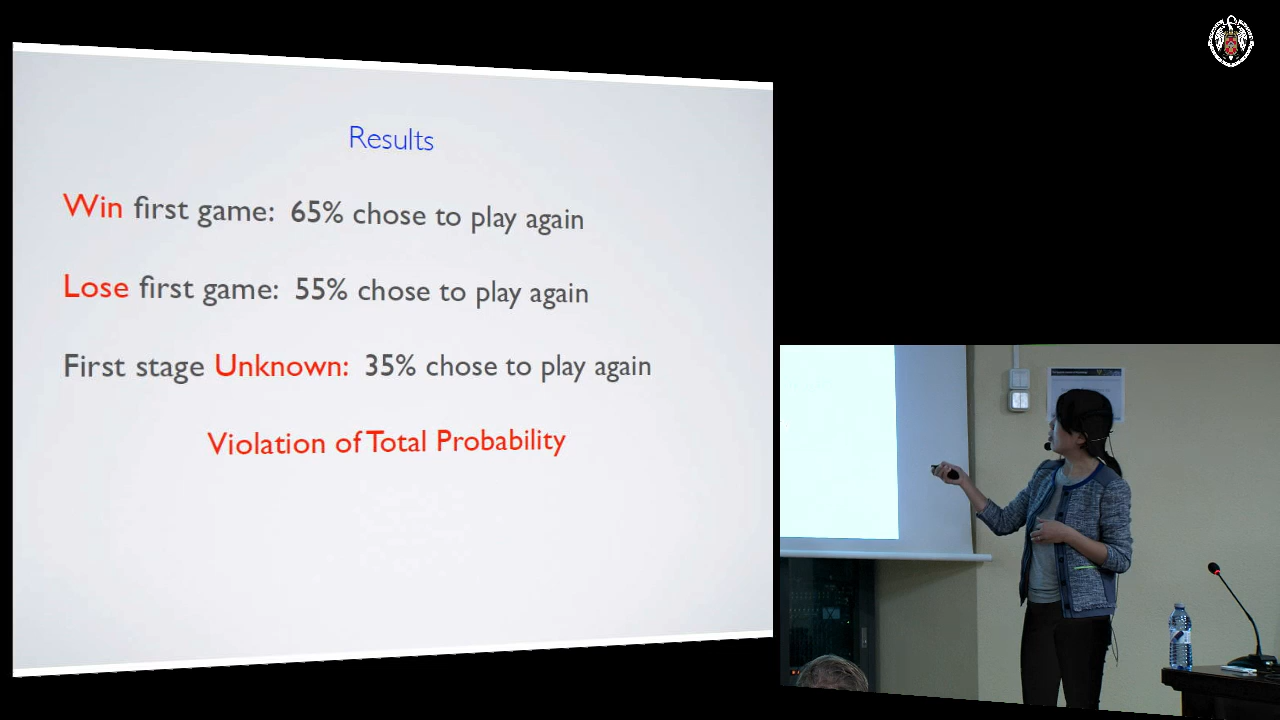 Results
Win first game: 65% chose to play again
Lose first game: 55% chose to play again
First stage Unknown: 35% chose to play again
Violation of Total Probability